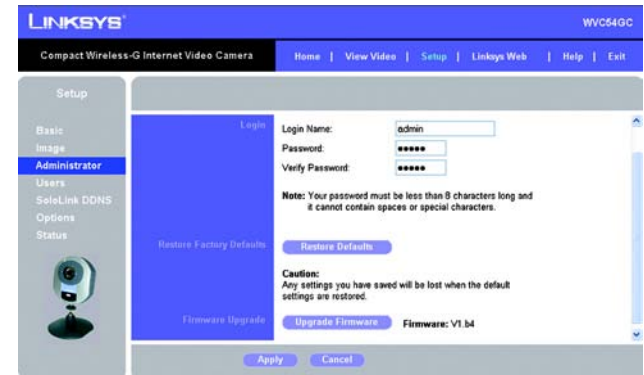 LINKSYS®
WVC54GC
Compact Wireless-G Internet Video Camera
Home | View Video | Setup | Linksys Web | Help | Exit
Setup
Basic
Image
Administrator
Users
SoloLink DDNS
Options
Status
Login
Login Name: admin
Password: •••••
Verify Password: •••••
Note: Your password must be less than 8 characters long and
it cannot contain spaces or special characters.
Restore Factory Defaults
Restore Defaults
Caution:
Any settings you have saved will be lost when the default
settings are restored.
Firmware Upgrade
Upgrade Firmware Firmware: V1.b4
Apply Cancel